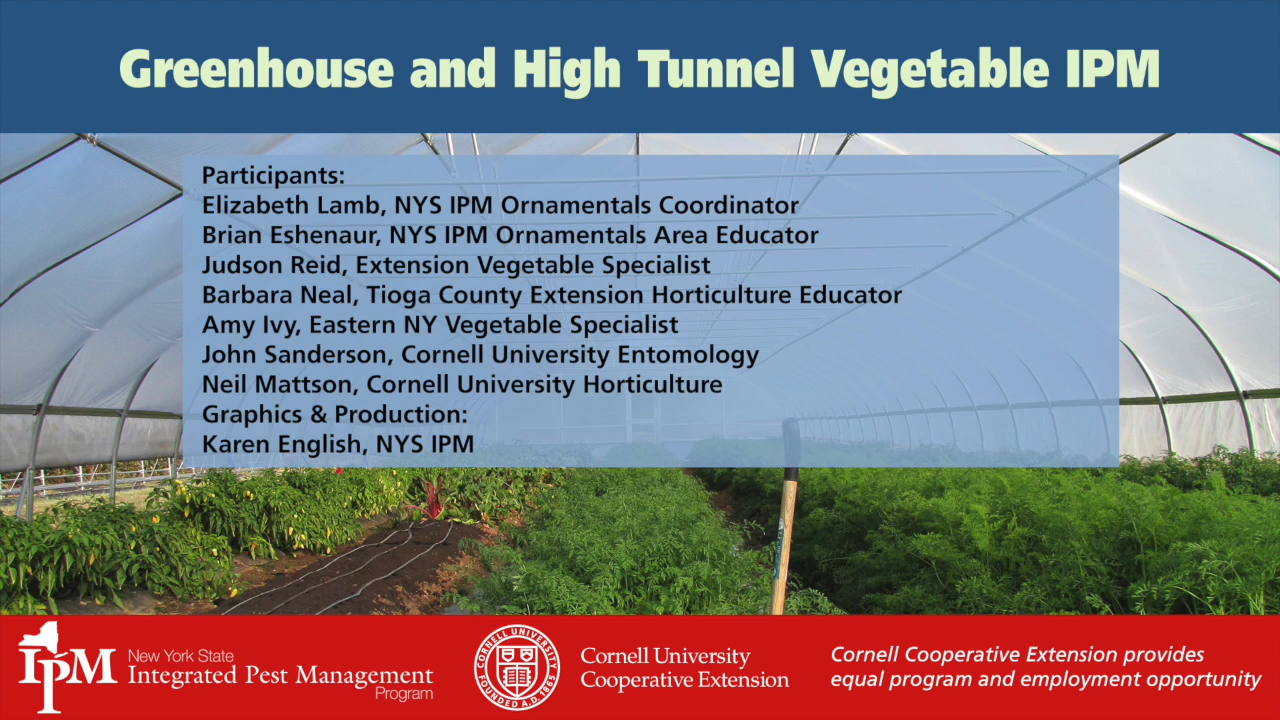 Greenhouse and High Tunnel Vegetable IPM
Participants:
Elizabeth Lamb, NYS IPM Ornamentals Coordinator
Brian Eshenaur, NYS IPM Ornamentals Area Educator
Judson Reid, Extension Vegetable Specialist
Barbara Neal, Tioga County Extension Horticulture Educator
Amy Ivy, Eastern NY Vegetable Specialist
John Sanderson, Cornell University Entomology
Neil Mattson, Cornell University Horticulture
Graphics & Production:
Karen English, NYS IPM
IPM
New York State
Integrated Pest Management
Program
CORNELL UNIVERSITY
FOUNDED A.D. 1865
Cornell University
Cooperative Extension
Cornell Cooperative Extension provides
equal program and employment opportunity